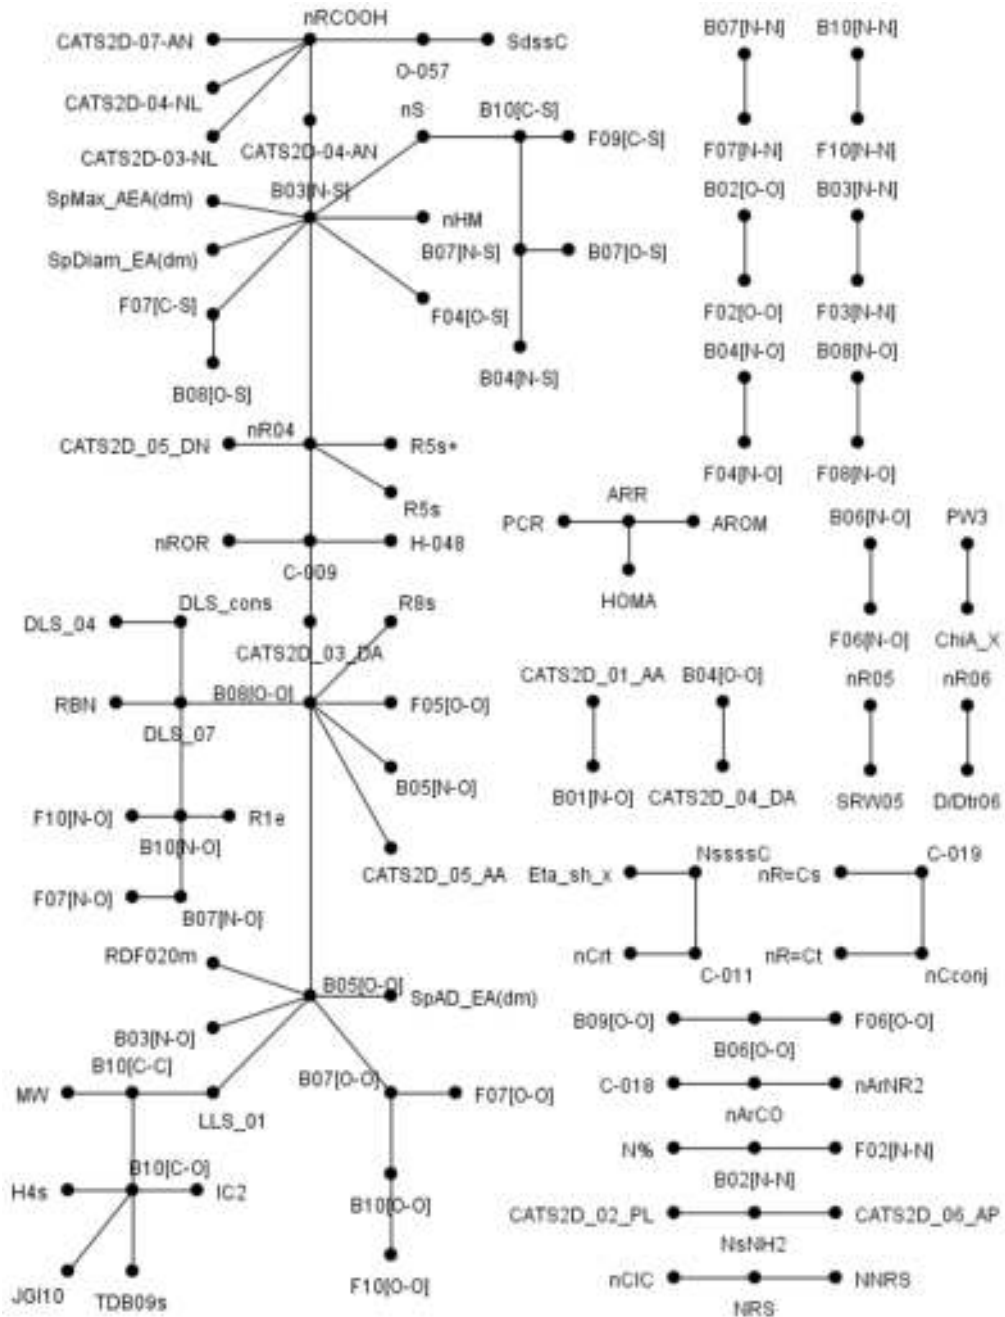 nRCOOH
CATS2D-07-AN
SdssC
O-057
CATS2D-04-NL
nS
B10[C-S]
CATS2D-03-NL
CATS2D-04-AN
F09[C-S]
B03[N-S]
SpMax_AEA(dm)
nHM
SpDiam_EA(dm)
B07[N-S]
B07[O-S]
F07[C-S]
F04[O-S]
B04[N-S]
B08[O-S]
nR04
CATS2D_05_DN
R5s+
R5s
nROR
H-048
C-009
DLS_cons
R8s
DLS_04
CATS2D_03_DA
B08[O-O]
RBN
F05[O-O]
DLS_07
B05[N-O]
F10[N-O]
R1e
B10[N-O]
CATS2D_05_AA
F07[N-O]
B07[N-O]
RDF020m
B05[O-O]
SpAD_EA(dm)
B03[N-O]
B10[C-C]
B07[O-O]
MW
F07[O-O]
LLS_01
B10[C-O]
H4s
IC2
B10[O-O]
JGI10
TDB09s
F10[O-O]
B07[N-N]
B10[N-N]
F07[N-N]
F10[N-N]
B02[O-O]
B03[N-N]
F02[O-O]
F03[N-N]
B04[N-O]
B08[N-O]
F04[N-O]
F08[N-O]
ARR
PCR
AROM
HOMA
B06[N-O]
PW3
F06[N-O]
ChiA_X
CATS2D_01_AA
B04[O-O]
nR05
nR06
B01[N-O]
CATS2D_04_DA
SRW05
D/Dtr06
NssssC
C-019
Eta_sh_x
nR=Cs
nCrt
nR=Ct
C-011
nCconj
B09[O-O]
F06[O-O]
B06[O-O]
C-018
nArNR2
nArCO
N%
F02[N-N]
B02[N-N]
CATS2D_02_PL
CATS2D_06_AP
NsNH2
nCIC
NNRS
NRS